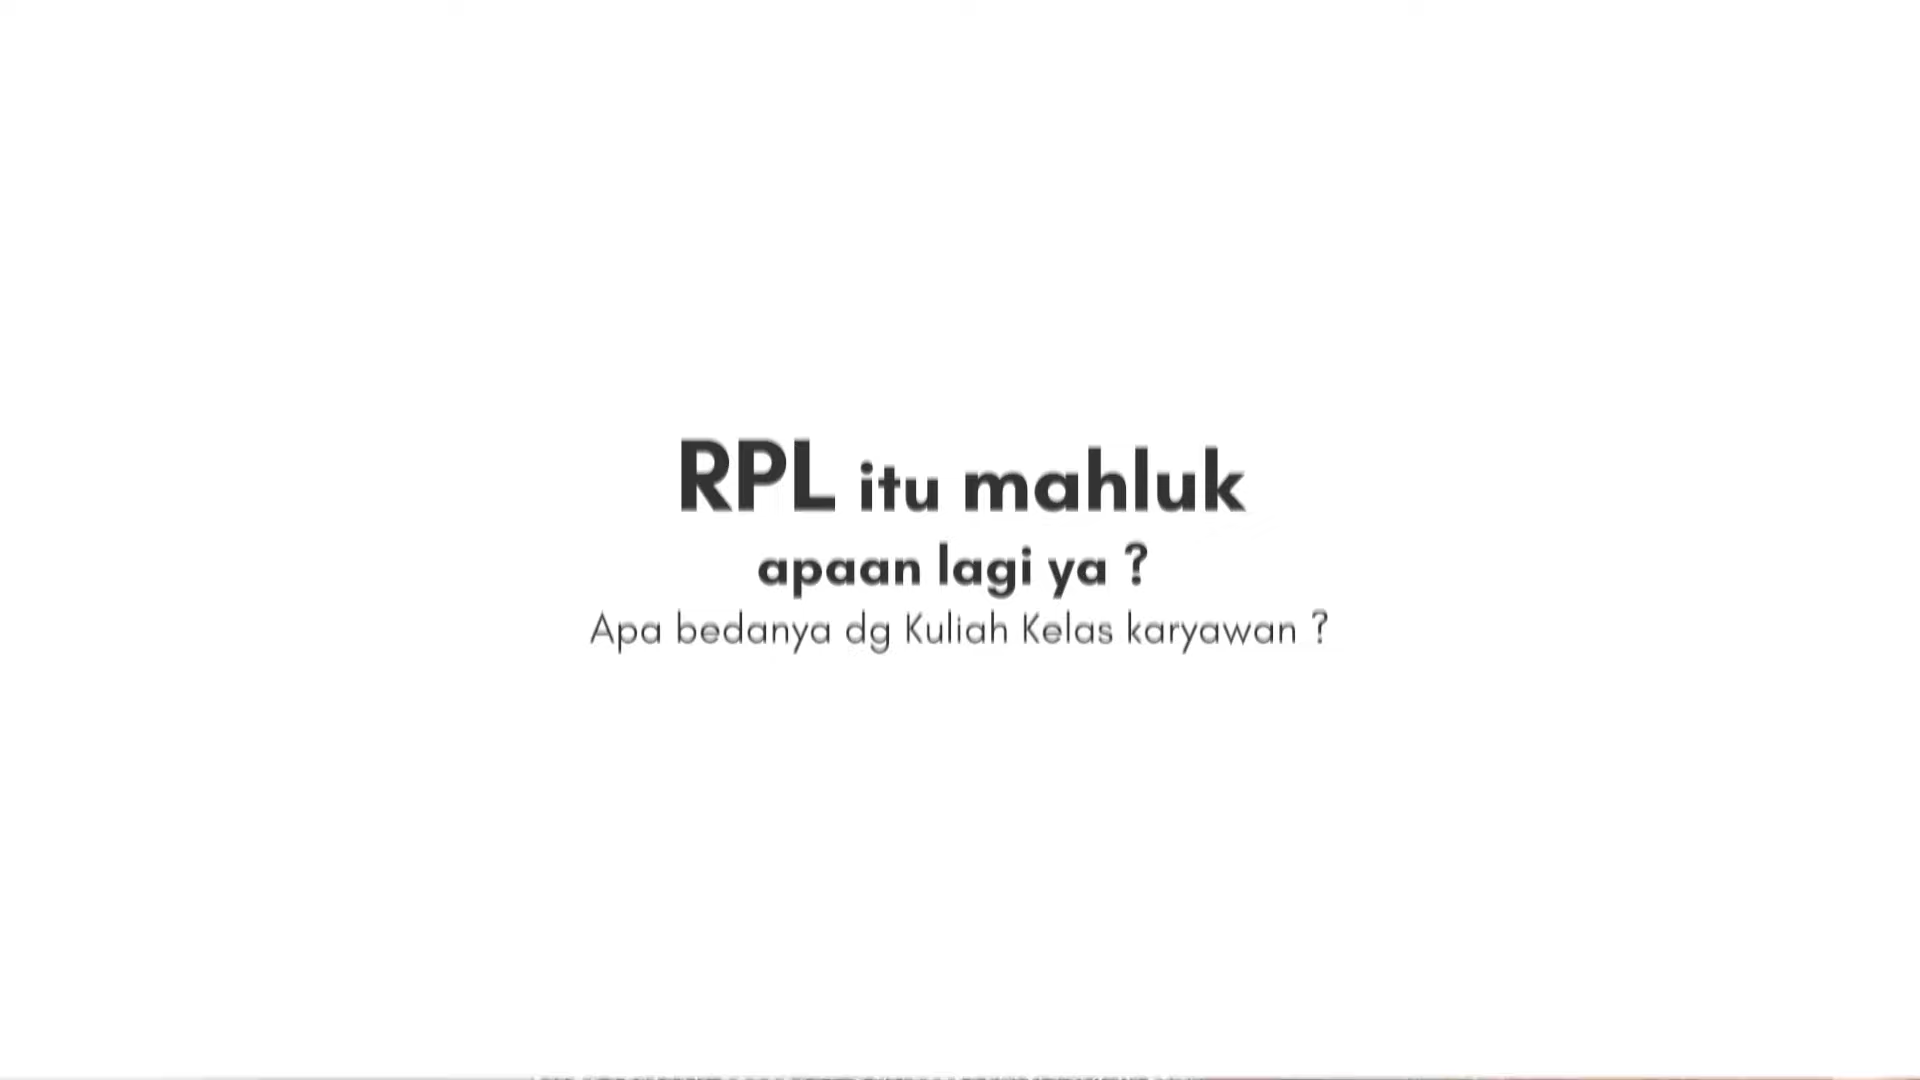 RPL itu mahluk
apaan lagi ya ?
Apa bedanya dg Kuliah Kelas karyawan ?